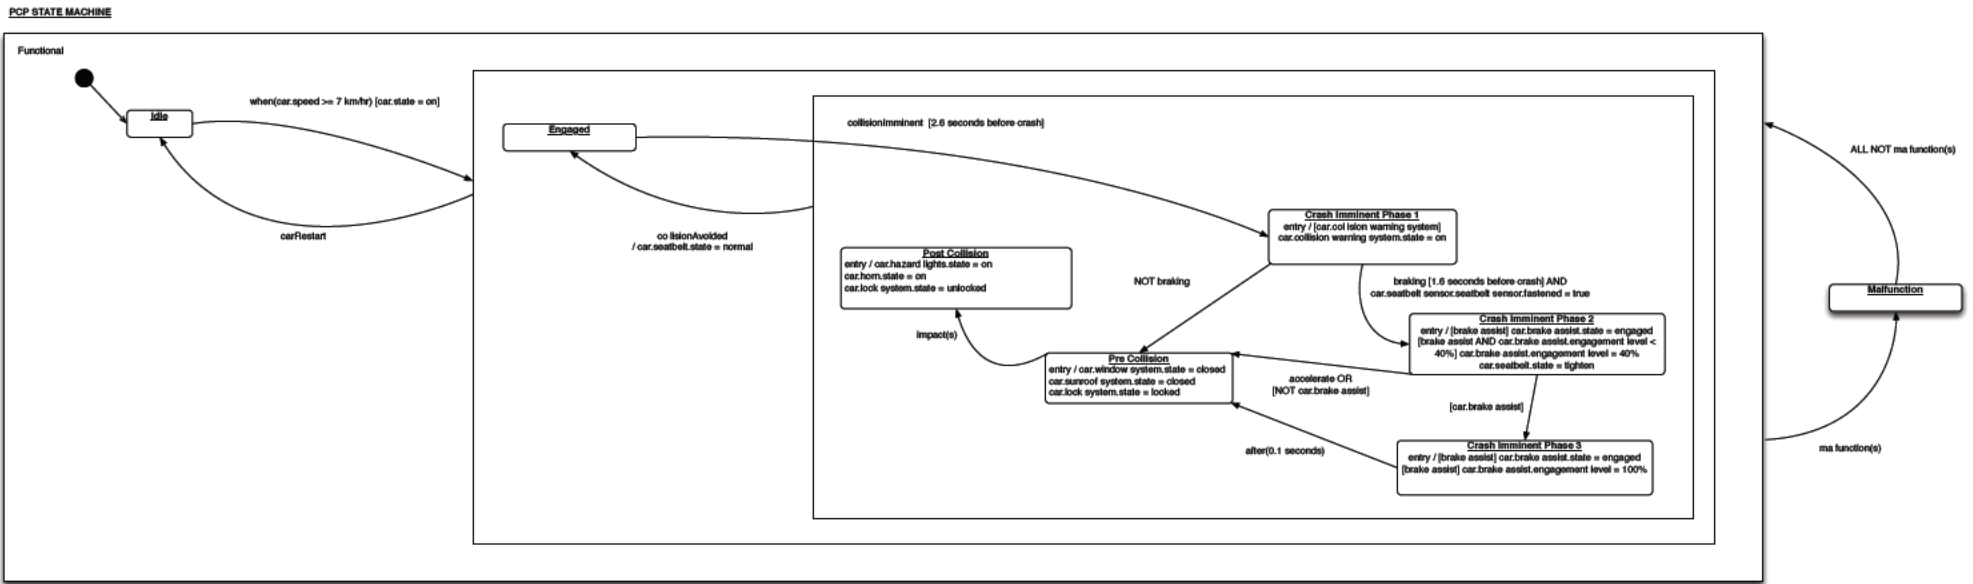 PCP STATE MACHINE
Functional
Idle
when(car.speed >= 7 km/hr) [car.state = on]
carRestart
Engaged
collisionImminent [2.6 seconds before crash]
co lisionAvoided
/ car.seatbelt.state = normal
Crash Imminent Phase 1
entry / [car.col ision warning system]
car.collision warning system.state = on
Post Collision
entry / car.hazard lights.state = on
car.horn.state = on
car.lock system.state = unlocked
NOT braking
braking [1.6 seconds before crash] AND
car.seatbelt sensor.seatbelt sensor.fastened = true
impact(s)
Crash Imminent Phase 2
entry / [brake assist] car.brake assist.state = engaged
[brake assist AND car.brake assist.engagement level <
40%] car.brake assist.engagement level = 40%
car.seatbelt.state = tighten
Pre Collision
entry / car.window system.state = closed
car.sunroof system.state = closed
car.lock system.state = locked
accelerate OR
[NOT car.brake assist]
[car.brake assist]
after(0.1 seconds)
Crash Imminent Phase 3
entry / [brake assist] car.brake assist.state = engaged
[brake assist] car.brake assist.engagement level = 100%
ALL NOT ma function(s)
Malfunction
ma function(s)